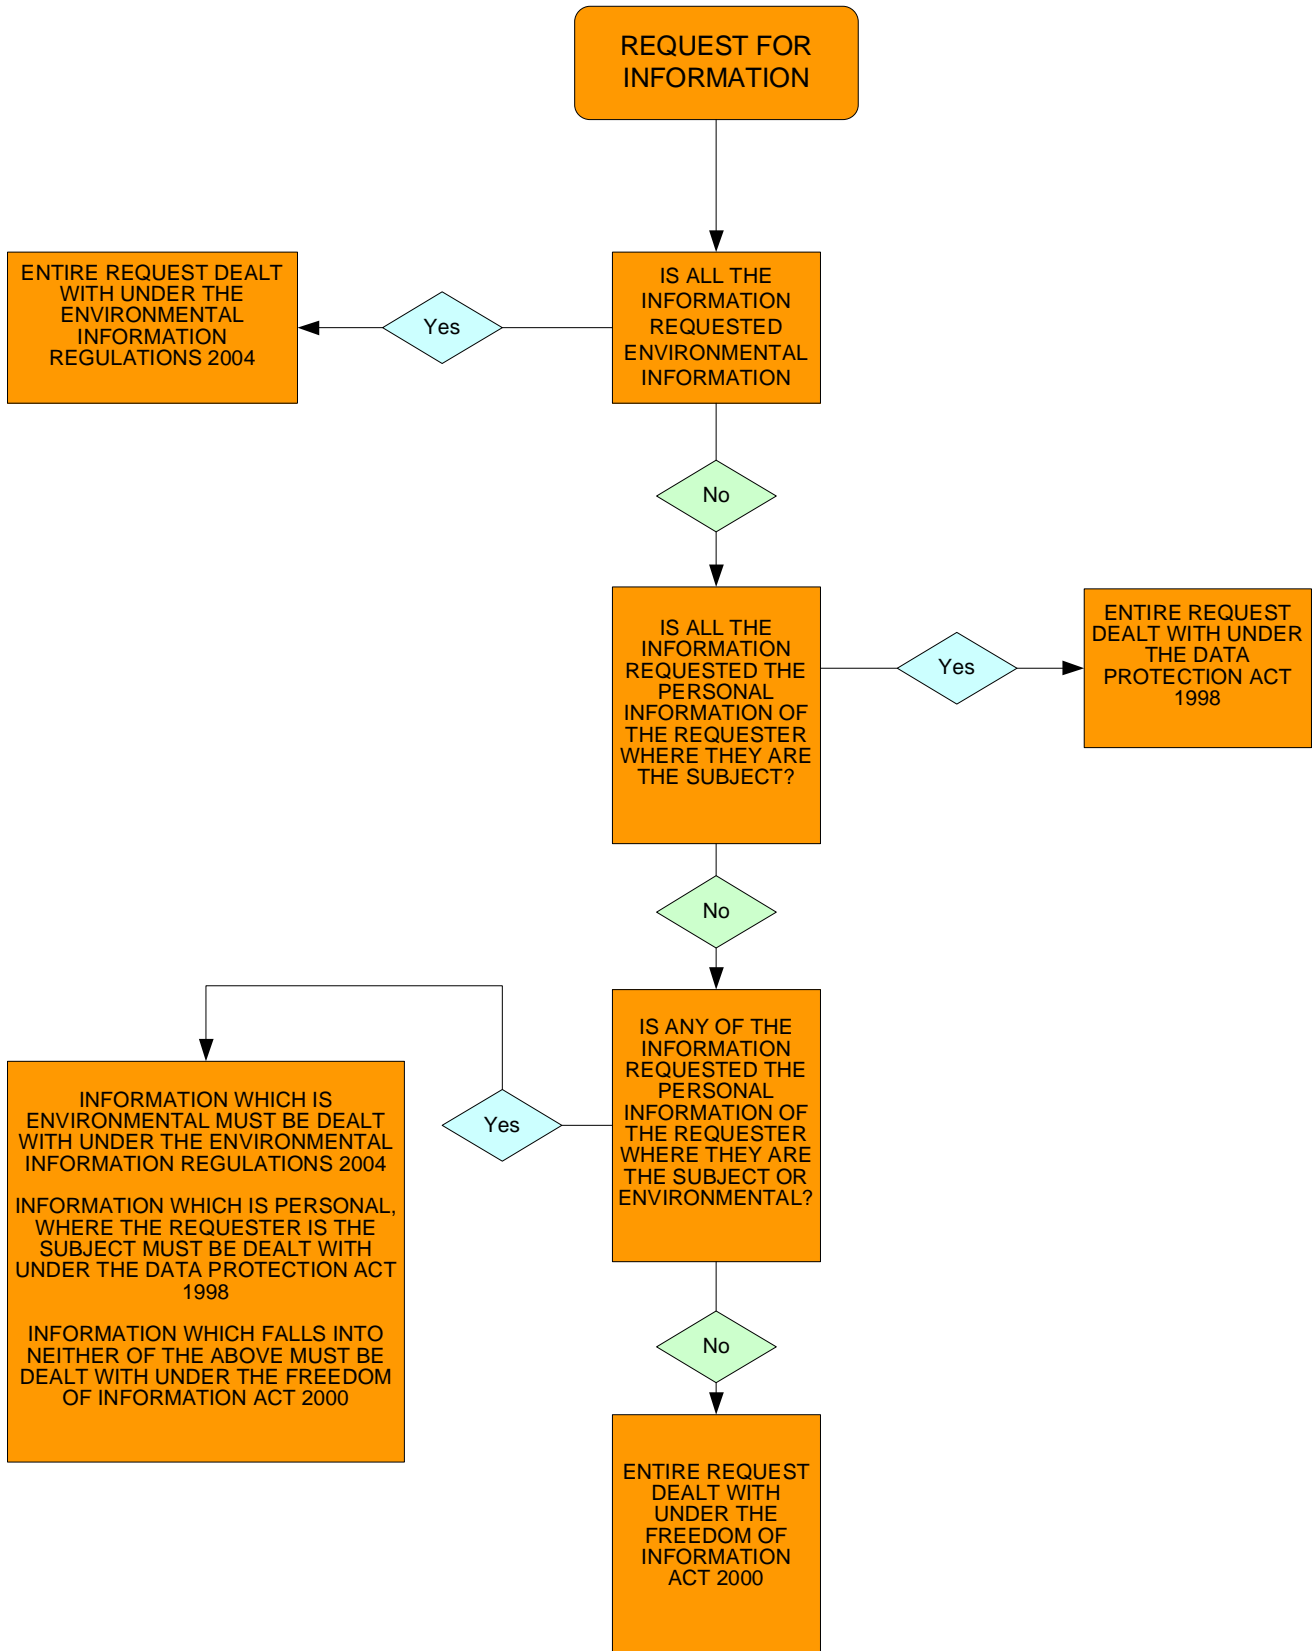 REQUEST FOR
INFORMATION
ENTIRE REQUEST DEALT
WITH UNDER THE
ENVIRONMENTAL
INFORMATION
REGULATIONS 2004
Yes
IS ALL THE
INFORMATION
REQUESTED
ENVIRONMENTAL
INFORMATION
No
IS ALL THE
INFORMATION
REQUESTED THE
PERSONAL
INFORMATION OF
THE REQUESTER
WHERE THEY ARE
THE SUBJECT?
Yes
ENTIRE REQUEST
DEALT WITH UNDER
THE DATA
PROTECTION ACT
1998
No
IS ANY OF THE
INFORMATION
REQUESTED THE
PERSONAL
INFORMATION OF
THE REQUESTER
WHERE THEY ARE
THE SUBJECT OR
ENVIRONMENTAL?
Yes
INFORMATION WHICH IS
ENVIRONMENTAL MUST BE DEALT
WITH UNDER THE ENVIRONMENTAL
INFORMATION REGULATIONS 2004
INFORMATION WHICH IS PERSONAL,
WHERE THE REQUESTER IS THE
SUBJECT MUST BE DEALT WITH
UNDER THE DATA PROTECTION ACT
1998
INFORMATION WHICH FALLS INTO
NEITHER OF THE ABOVE MUST BE
DEALT WITH UNDER THE FREEDOM
OF INFORMATION ACT 2000
No
ENTIRE REQUEST
DEALT WITH
UNDER THE
FREEDOM OF
INFORMATION
ACT 2000